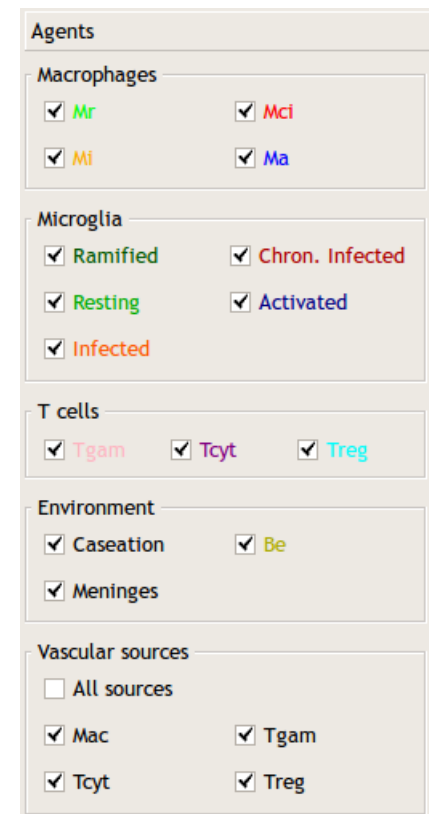 Agents
Macrophages
Mr Mci
Mi Ma
Microglia
Ramified Chron. Infected
Resting Activated
Infected
T cells
Tgam Tcyt Treg
Environment
Caseation Be
Meninges
Vascular sources
All sources
Mac Tgam
Tcyt Treg